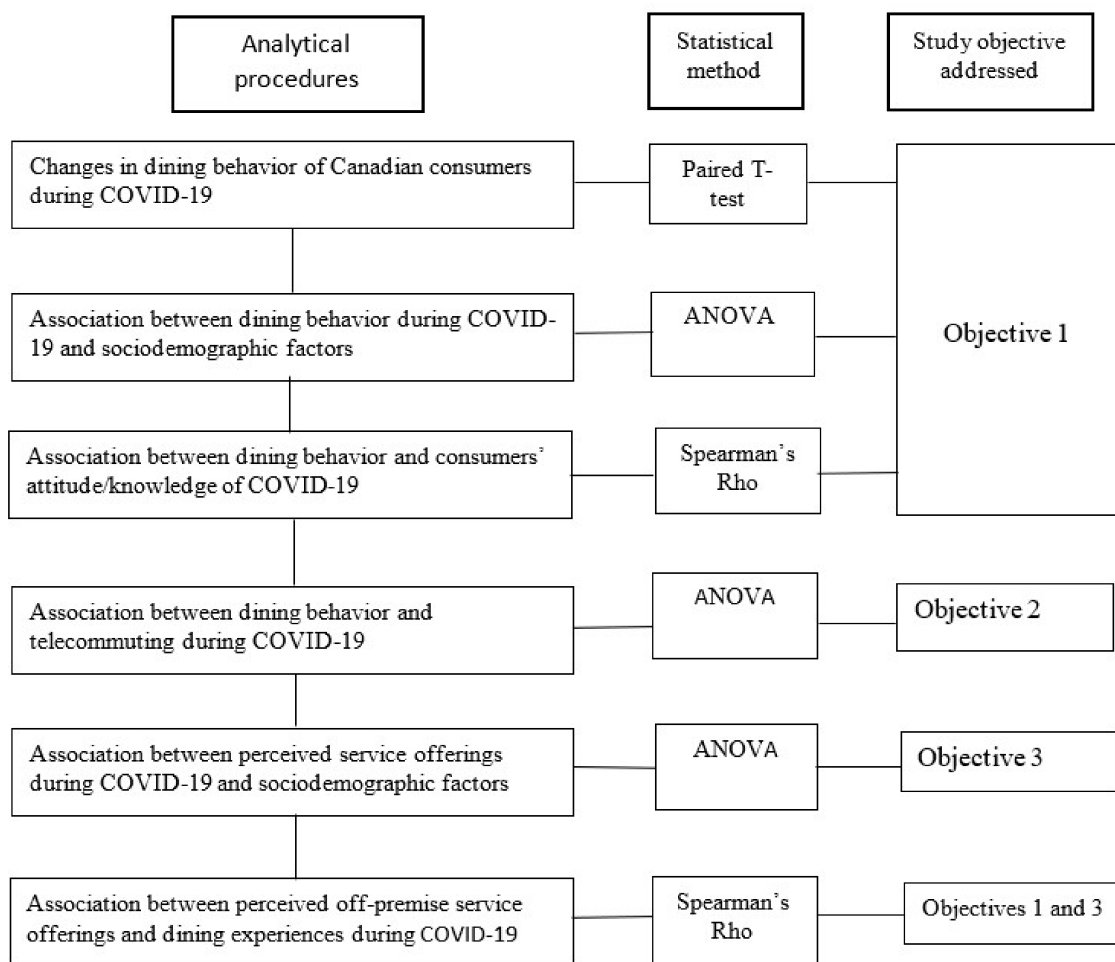 Analytical
procedures
Statistical
method
Study objective
addressed
Changes in dining behavior of Canadian consumers
during COVID-19
Paired T-
test
Objective 1
Association between dining behavior during COVID-
19 and sociodemographic factors
ANOVA
Association between dining behavior and consumers’
attitude/knowledge of COVID-19
Spearman’s
Rho
Association between dining behavior and
telecommuting during COVID-19
ANOVA
Objective 2
Association between perceived service offerings
during COVID-19 and sociodemographic factors
ANOVA
Objective 3
Association between perceived off-premise service
offerings and dining experiences during COVID-19
Spearman’s
Rho
Objectives 1 and 3